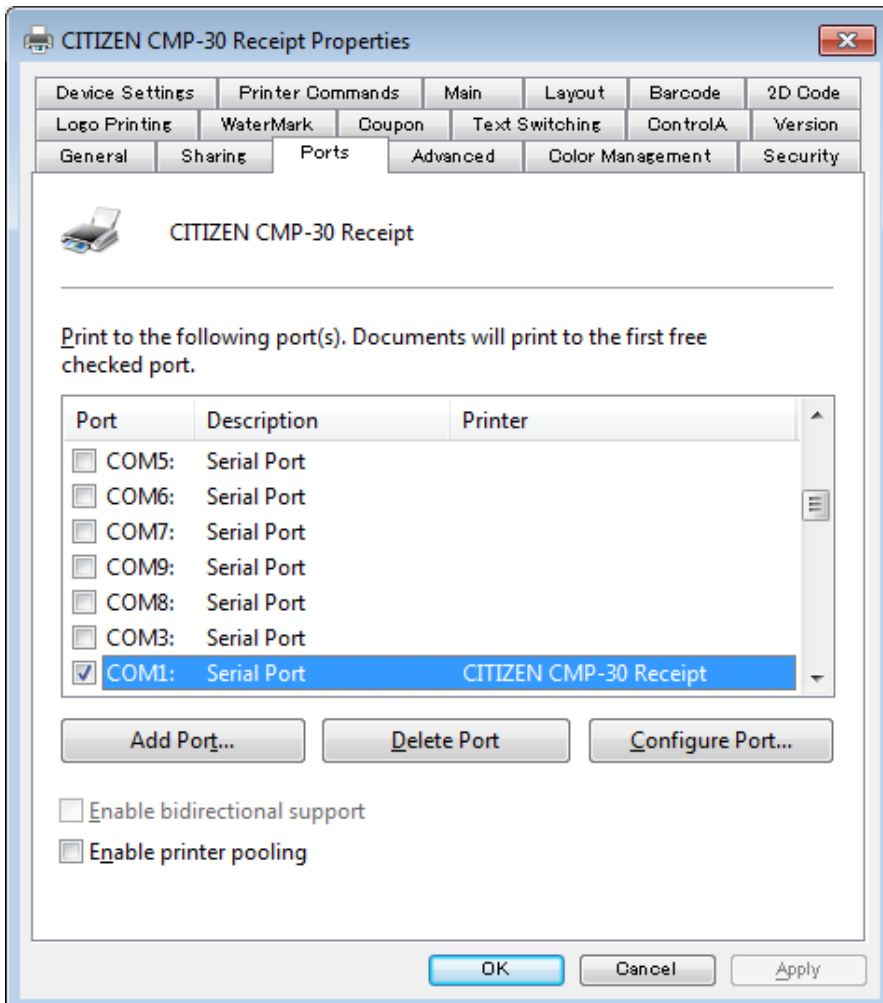 CITIZEN CMP-30 Receipt Properties
Device Settings Printer Commands Main Layout Barcode 2D Code
Logo Printing WaterMark Coupon Text Switching ControlA Version
General Sharing Ports Advanced Color Management Security
CITIZEN CMP-30 Receipt
Print to the following port(s). Documents will print to the first free
checked port.
Port Description Printer
COM5: Serial Port
COM6: Serial Port
COM7: Serial Port
COM9: Serial Port
COM8: Serial Port
COM3: Serial Port
COM1: Serial Port CITIZEN CMP-30 Receipt
Add Port... Delete Port Configure Port...
Enable bidirectional support
Enable printer pooling
OK Cancel Apply